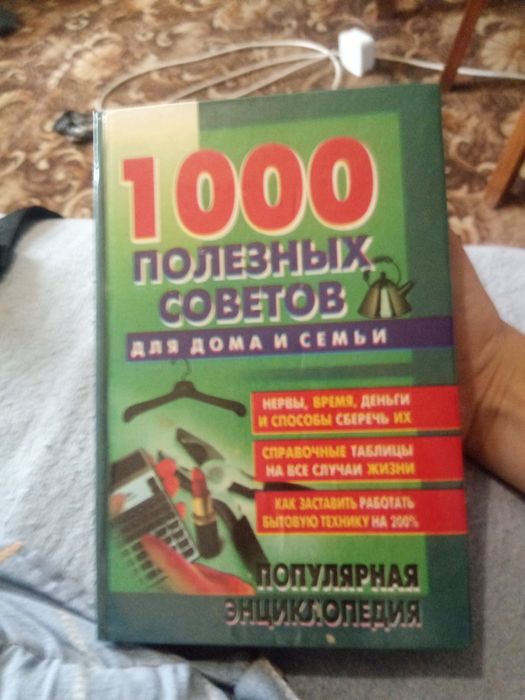 1000
ПОЛЕЗНЫХ
СОВЕТОВ
ДЛЯ ДОМА И СЕМЬИ
НЕРВЫ, ВРЕМЯ, ДЕНЬГИ
И СПОСОБЫ СБЕРЕЧЬ ИХ
СПРАВОЧНЫЕ ТАБЛИЦЫ
НА ВСЕ СЛУЧАИ ЖИЗНИ
КАК ЗАСТАВИТЬ РАБОТАТЬ
БЫТОВУЮ ТЕХНИКУ НА 200%
ПОПУЛЯРНАЯ
ЭНЦИКЛОПЕДИЯ